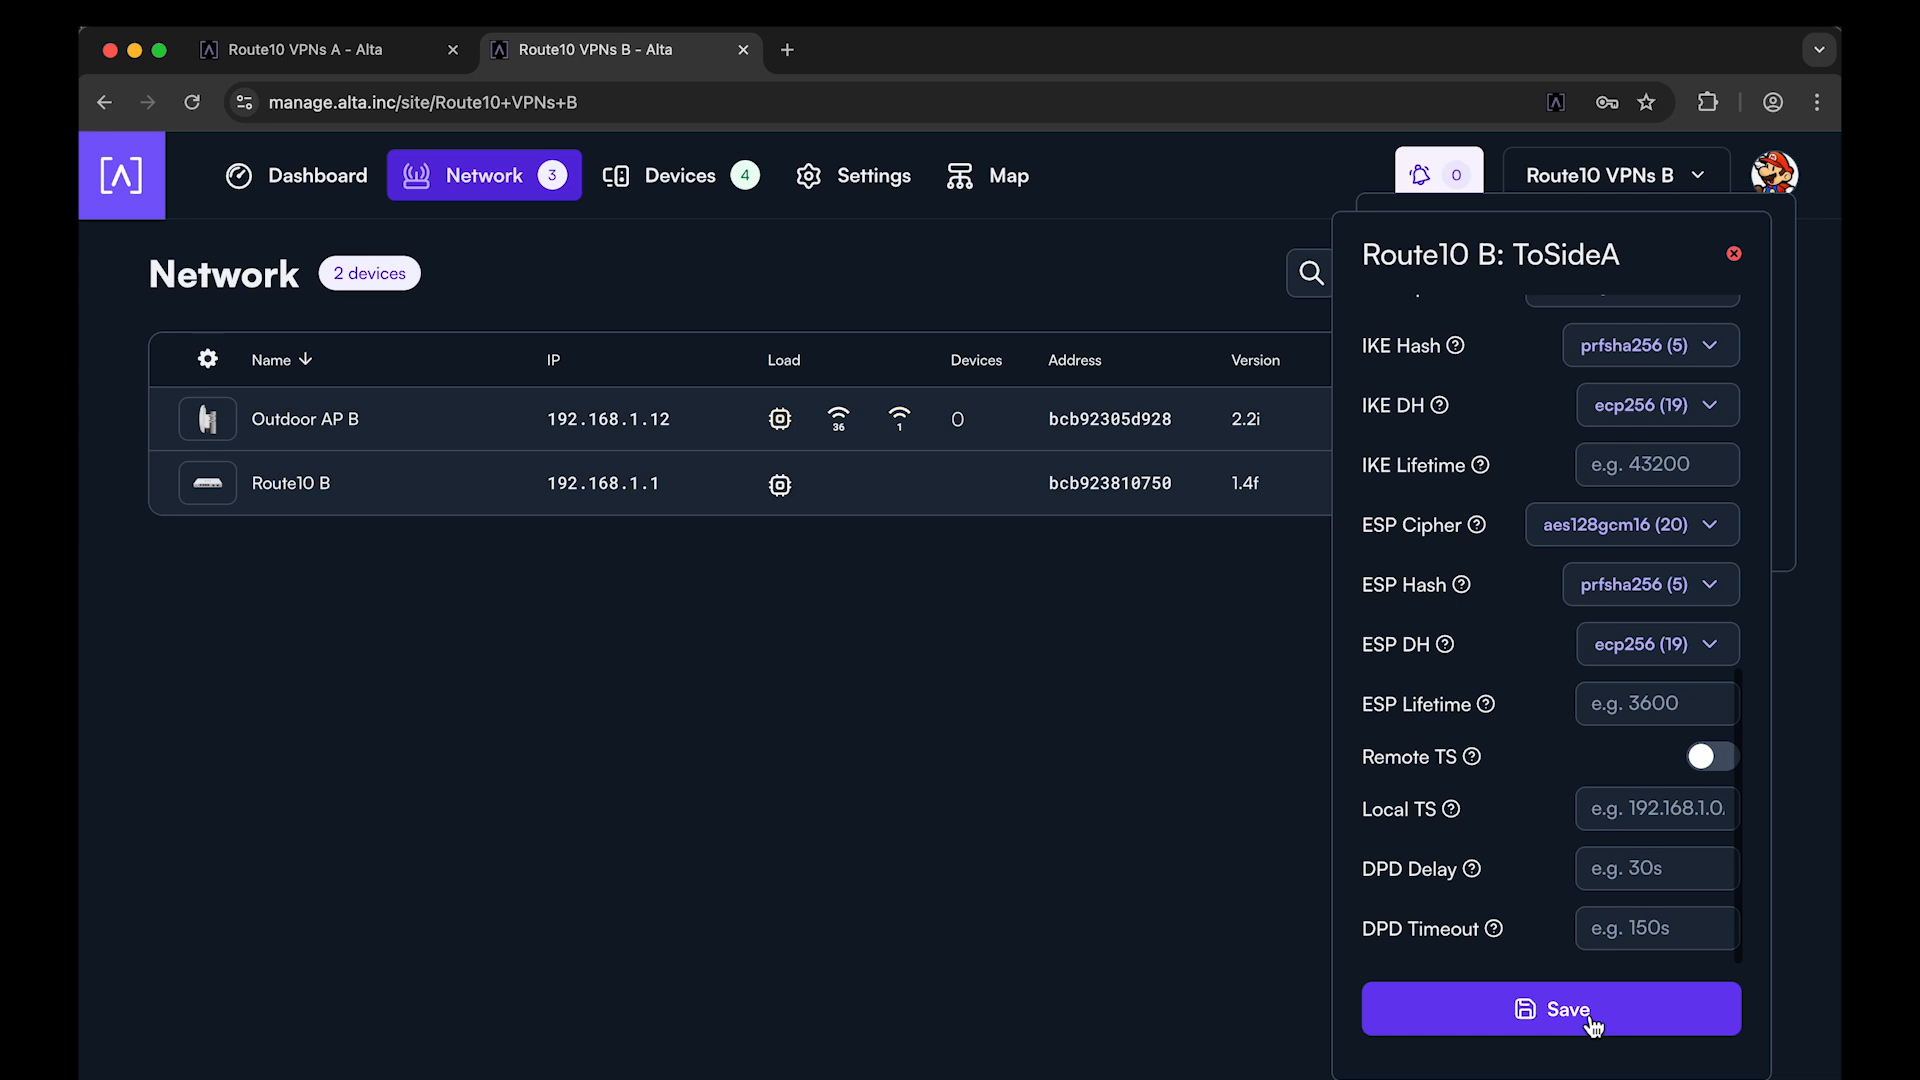 Route10 VPNs A - Alta
Route10 VPNs B - Alta
manage.alta.inc/site/Route10+VPNs+B
Dashboard
Network 3
Devices 4
Settings
Map
0
Route10 VPNs B
Network
2 devices
Name
IP
Load
Devices
Address
Version
Outdoor AP B
192.168.1.12
36
1
0
bcb92305d928
2.2i
Route10 B
192.168.1.1
bcb923810750
1.4f
Route10 B: ToSideA
IKE Hash
prfsha256 (5)
IKE DH
ecp256 (19)
IKE Lifetime
e.g. 43200
ESP Cipher
aes128gcm16 (20)
ESP Hash
prfsha256 (5)
ESP DH
ecp256 (19)
ESP Lifetime
e.g. 3600
Remote TS
Local TS
e.g. 192.168.1.0
DPD Delay
e.g. 30s
DPD Timeout
e.g. 150s
Save